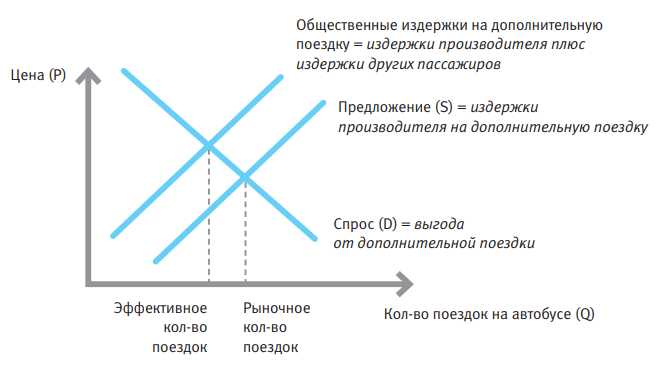 Общественные издержки на дополнительную
поездку = издержки производителя плюс
издержки других пассажиров
Цена (P)
Предложение (S) = издержки
производителя на дополнительную поездку
Спрос (D) = выгода
от дополнительной поездки
Эффективное
кол-во
поездок
Рыночное
кол-во
поездок
Кол-во поездок на автобусе (Q)